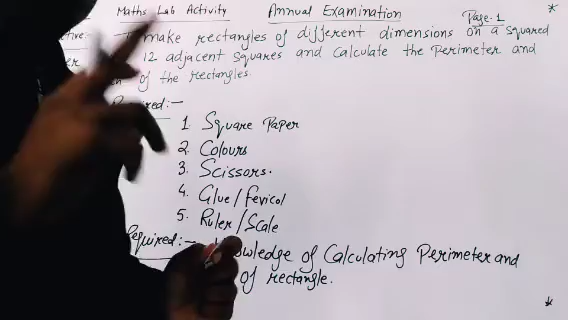 Maths Lab Activity Annual Examination Page-1 *
make rectangles of different dimensions on a squared
12 adjacent squares and calculate the Perimeter and
of the rectangles.
Required:-
1. Square Paper
2. Colours
3. Scissors.
4. Glue/Fevicol
5. Ruler/Scale
Required:-
of Calculating Perimeter and
of rectangle.
*